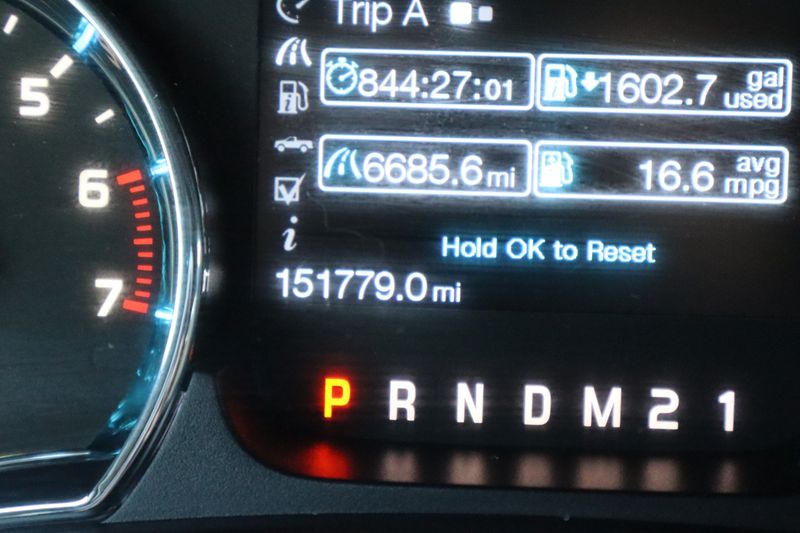 Trip A
844:27:01
1602.7 gal used
6685.6 mi
16.6 avg mpg
Hold OK to Reset
151779.0 mi
5
6
7
P R N D M 2 1